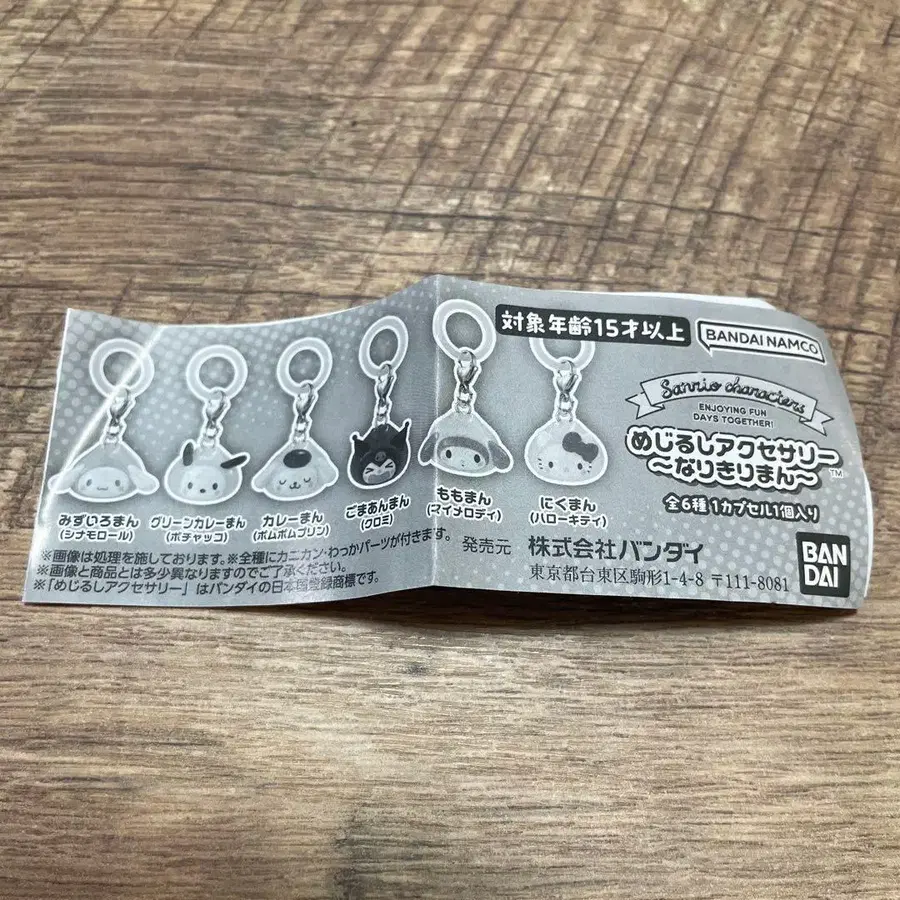 対象年齢15才以上
BANDAI NAMCO
Sanrio characters
ENJOYING FUN
DAYS TOGETHER!
めじるしアクセサリー
〜なりきりまん〜™
全6種 1カプセル1個入り
みずいろまん
(シナモロール)
グリーンカレーまん
(ポチャッコ)
カレーまん
(ポムポムプリン)
ごまあんまん
(クロミ)
ももまん
(マイメロディ)
にくまん
(ハローキティ)
※画像は処理を施しております。※全種にカニカン・わっかパーツが付きます。
※画像と商品とは多少異なりますのでご了承ください。
※「めじるしアクセサリー」はバンダイの日本国登録商標です。
発売元 株式会社バンダイ
東京都台東区駒形1-4-8 〒111-8081
BAN
DAI